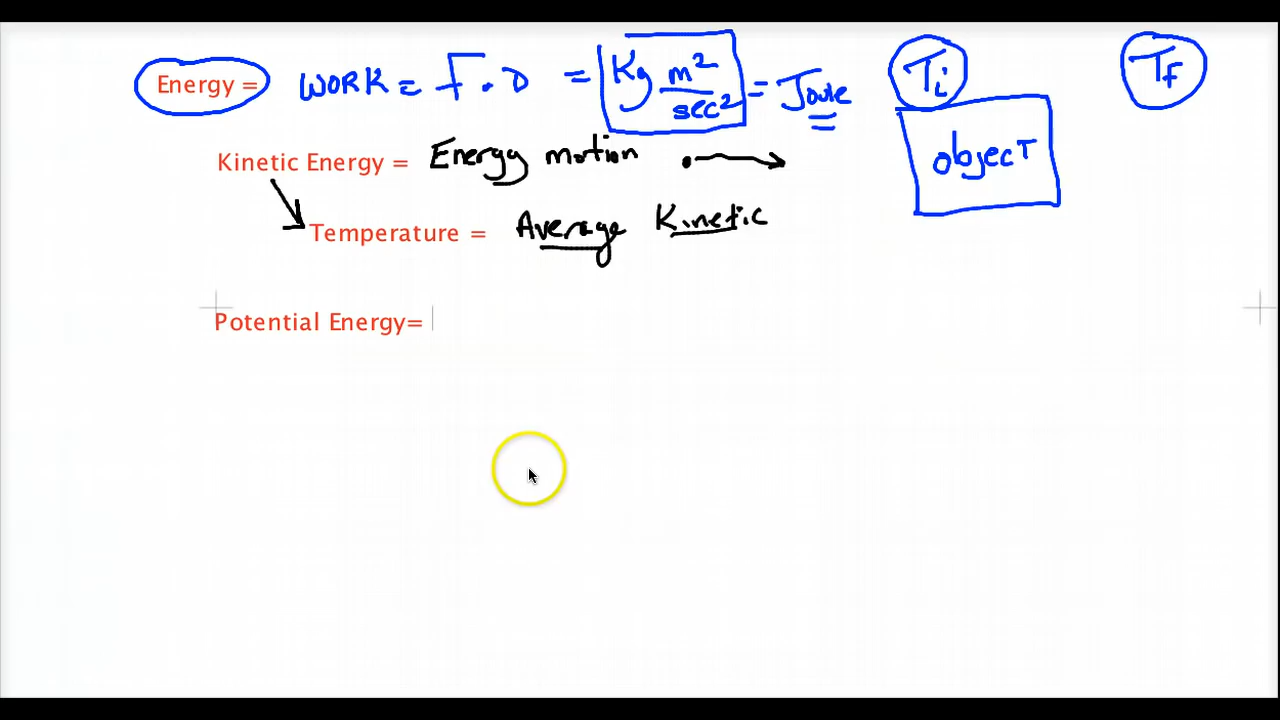 Energy = WORK = F . D = Kg m²/sec² = Joule Ti Tf
object
Kinetic Energy = Energy motion
Temperature = Average Kinetic
Potential Energy=